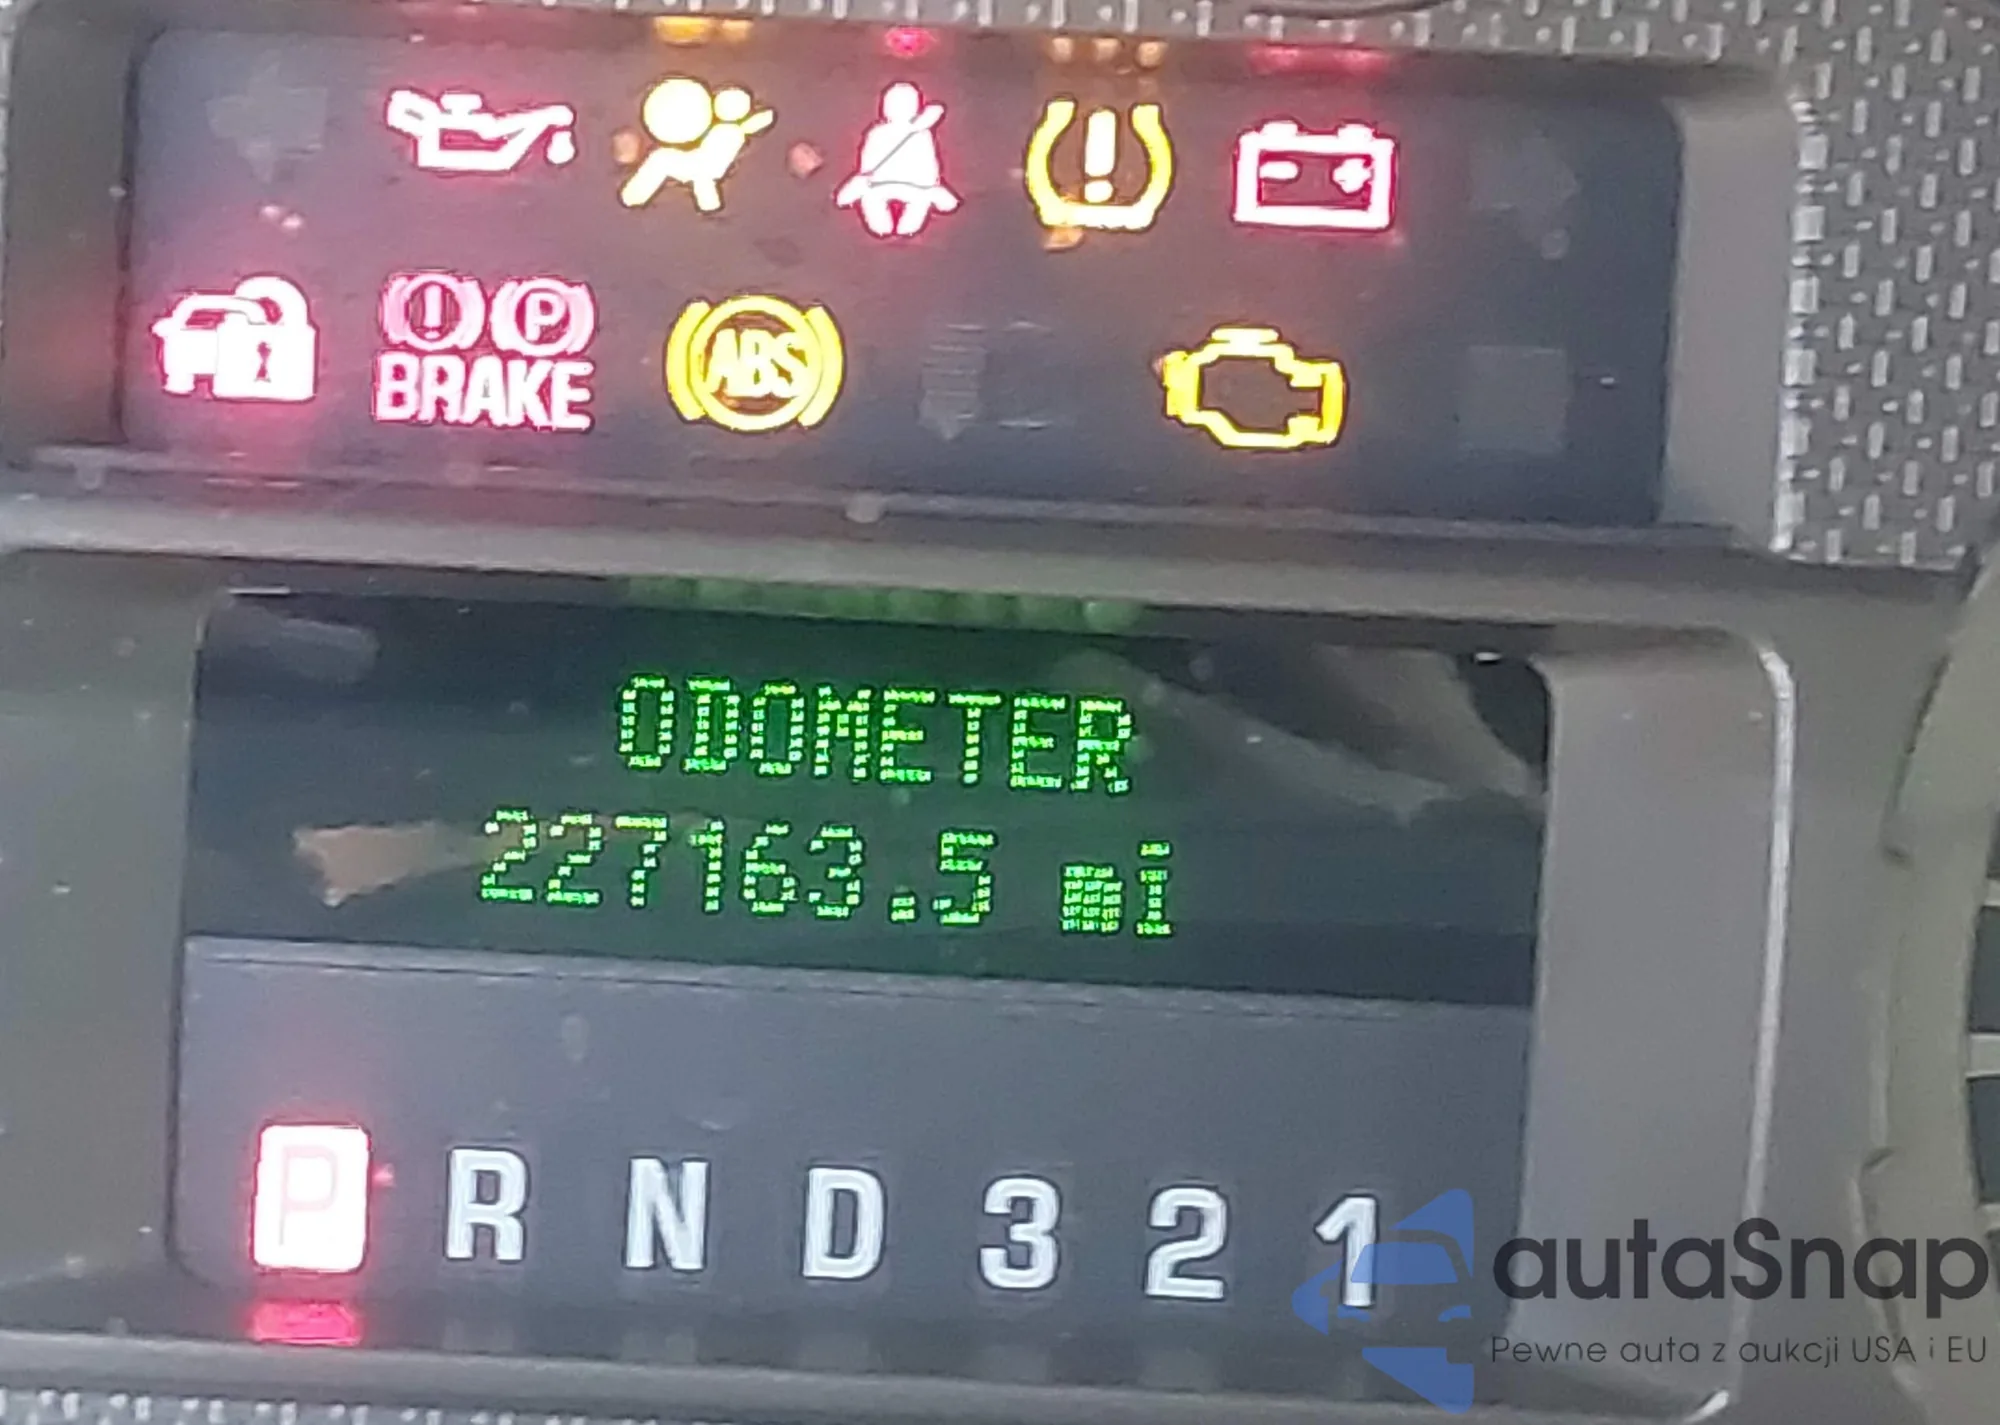 BRAKE
ABS
ODOMETER
227163.5 mi
P R N D 3 2 1
autaSnap
Pewne auta z aukcji USA i EU